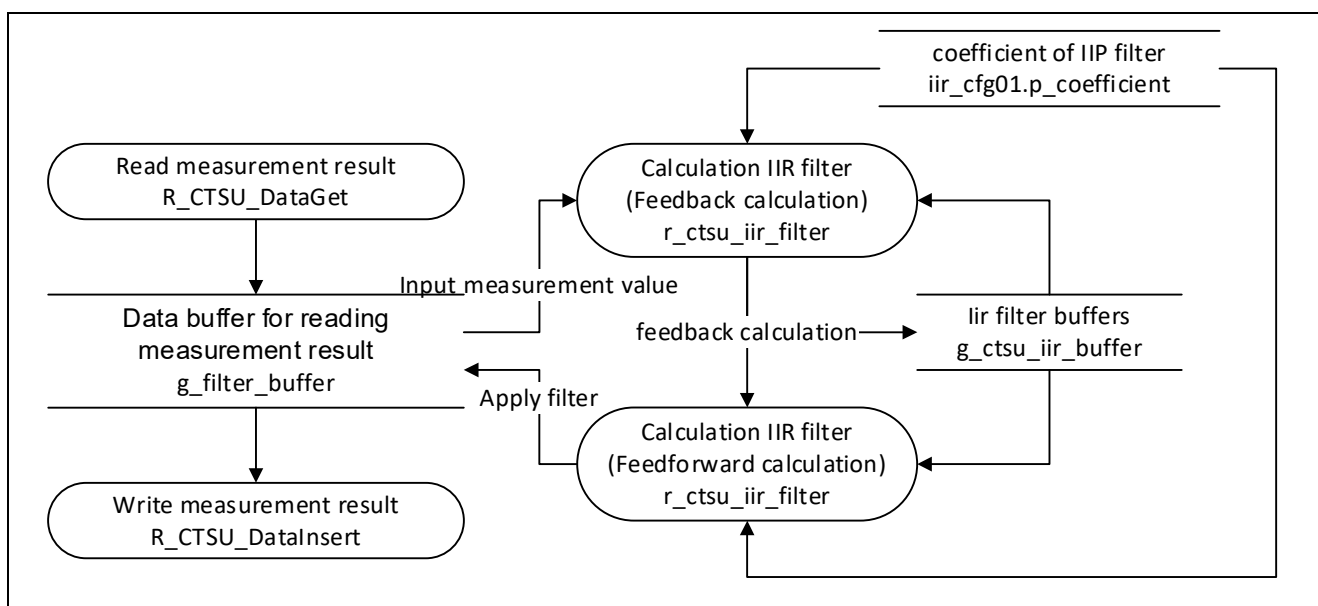 coefficient of IIP filter
iir_cfg01.p_coefficient
Read measurement result
R_CTSU_DataGet
Calculation IIR filter
(Feedback calculation)
r_ctsu_iir_filter
Input measurement value
Data buffer for reading
measurement result
g_filter_buffer
feedback calculation
Iir filter buffers
g_ctsu_iir_buffer
Apply filter
Calculation IIR filter
(Feedforward calculation)
r_ctsu_iir_filter
Write measurement result
R_CTSU_DataInsert